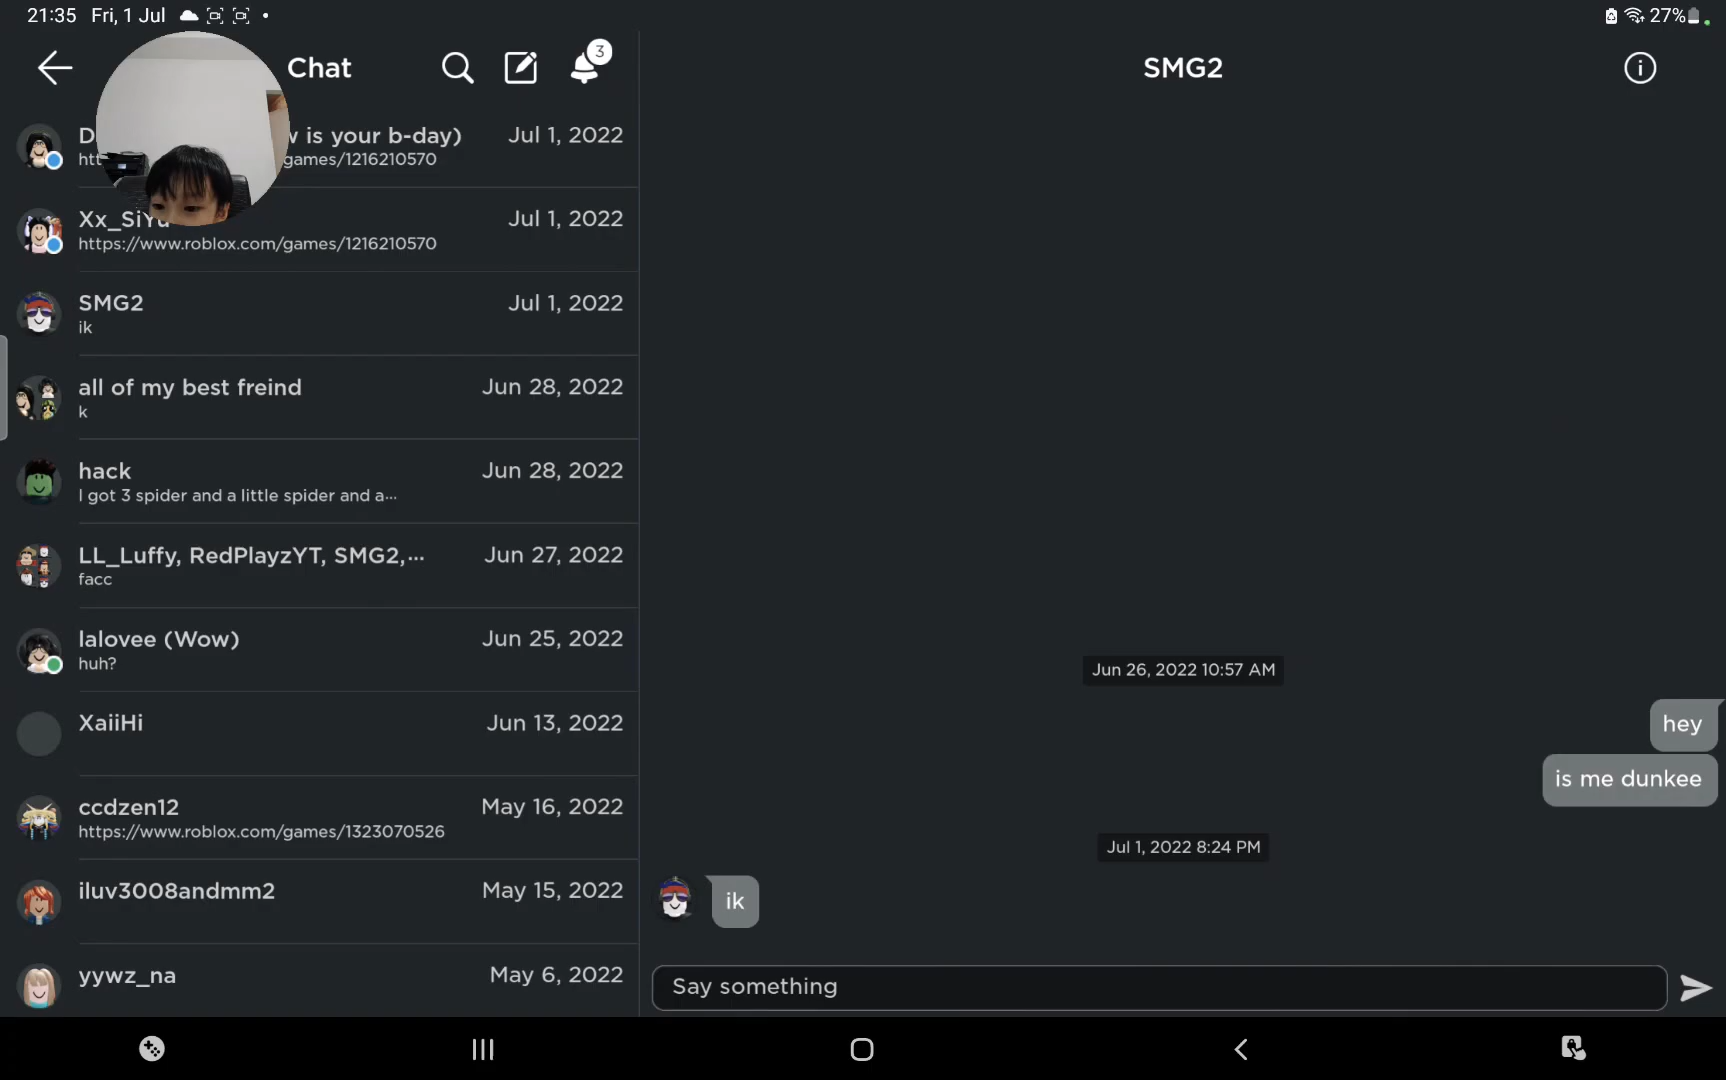 21:35 Fri, 1 Jul
27%
Chat
3
SMG2
is your b-day)
Jul 1, 2022
games/1216210570
Xx_SiYu
Jul 1, 2022
https://www.roblox.com/games/1216210570
SMG2
Jul 1, 2022
ik
all of my best freind
Jun 28, 2022
k
hack
Jun 28, 2022
I got 3 spider and a little spider and a...
LL_Luffy, RedPlayzYT, SMG2,...
Jun 27, 2022
facc
lalovee (Wow)
Jun 25, 2022
huh?
XaiiHi
Jun 13, 2022
ccdzen12
May 16, 2022
https://www.roblox.com/games/1323070526
iluv3008andmm2
May 15, 2022
yywz_na
May 6, 2022
Jun 26, 2022 10:57 AM
hey
is me dunkee
Jul 1, 2022 8:24 PM
ik
Say something